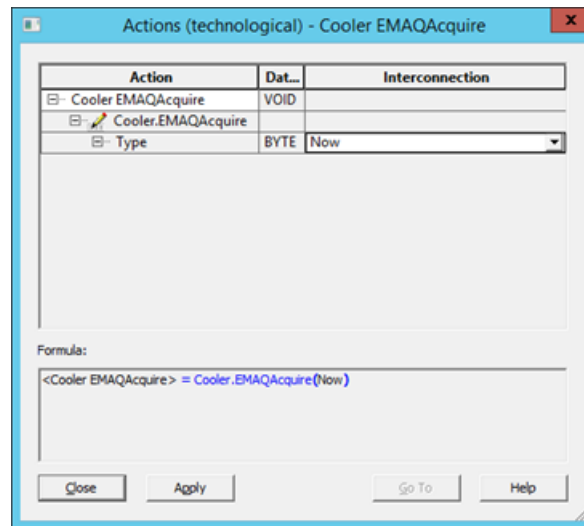 Actions (technological) - Cooler EMAQAcquire
x
Action Dat... Interconnection
Cooler EMAQAcquire VOID
Cooler.EMAQAcquire
Type BYTE Now
Formula:
<Cooler EMAQAcquire> = Cooler.EMAQAcquire(Now)
Close Apply Go To Help